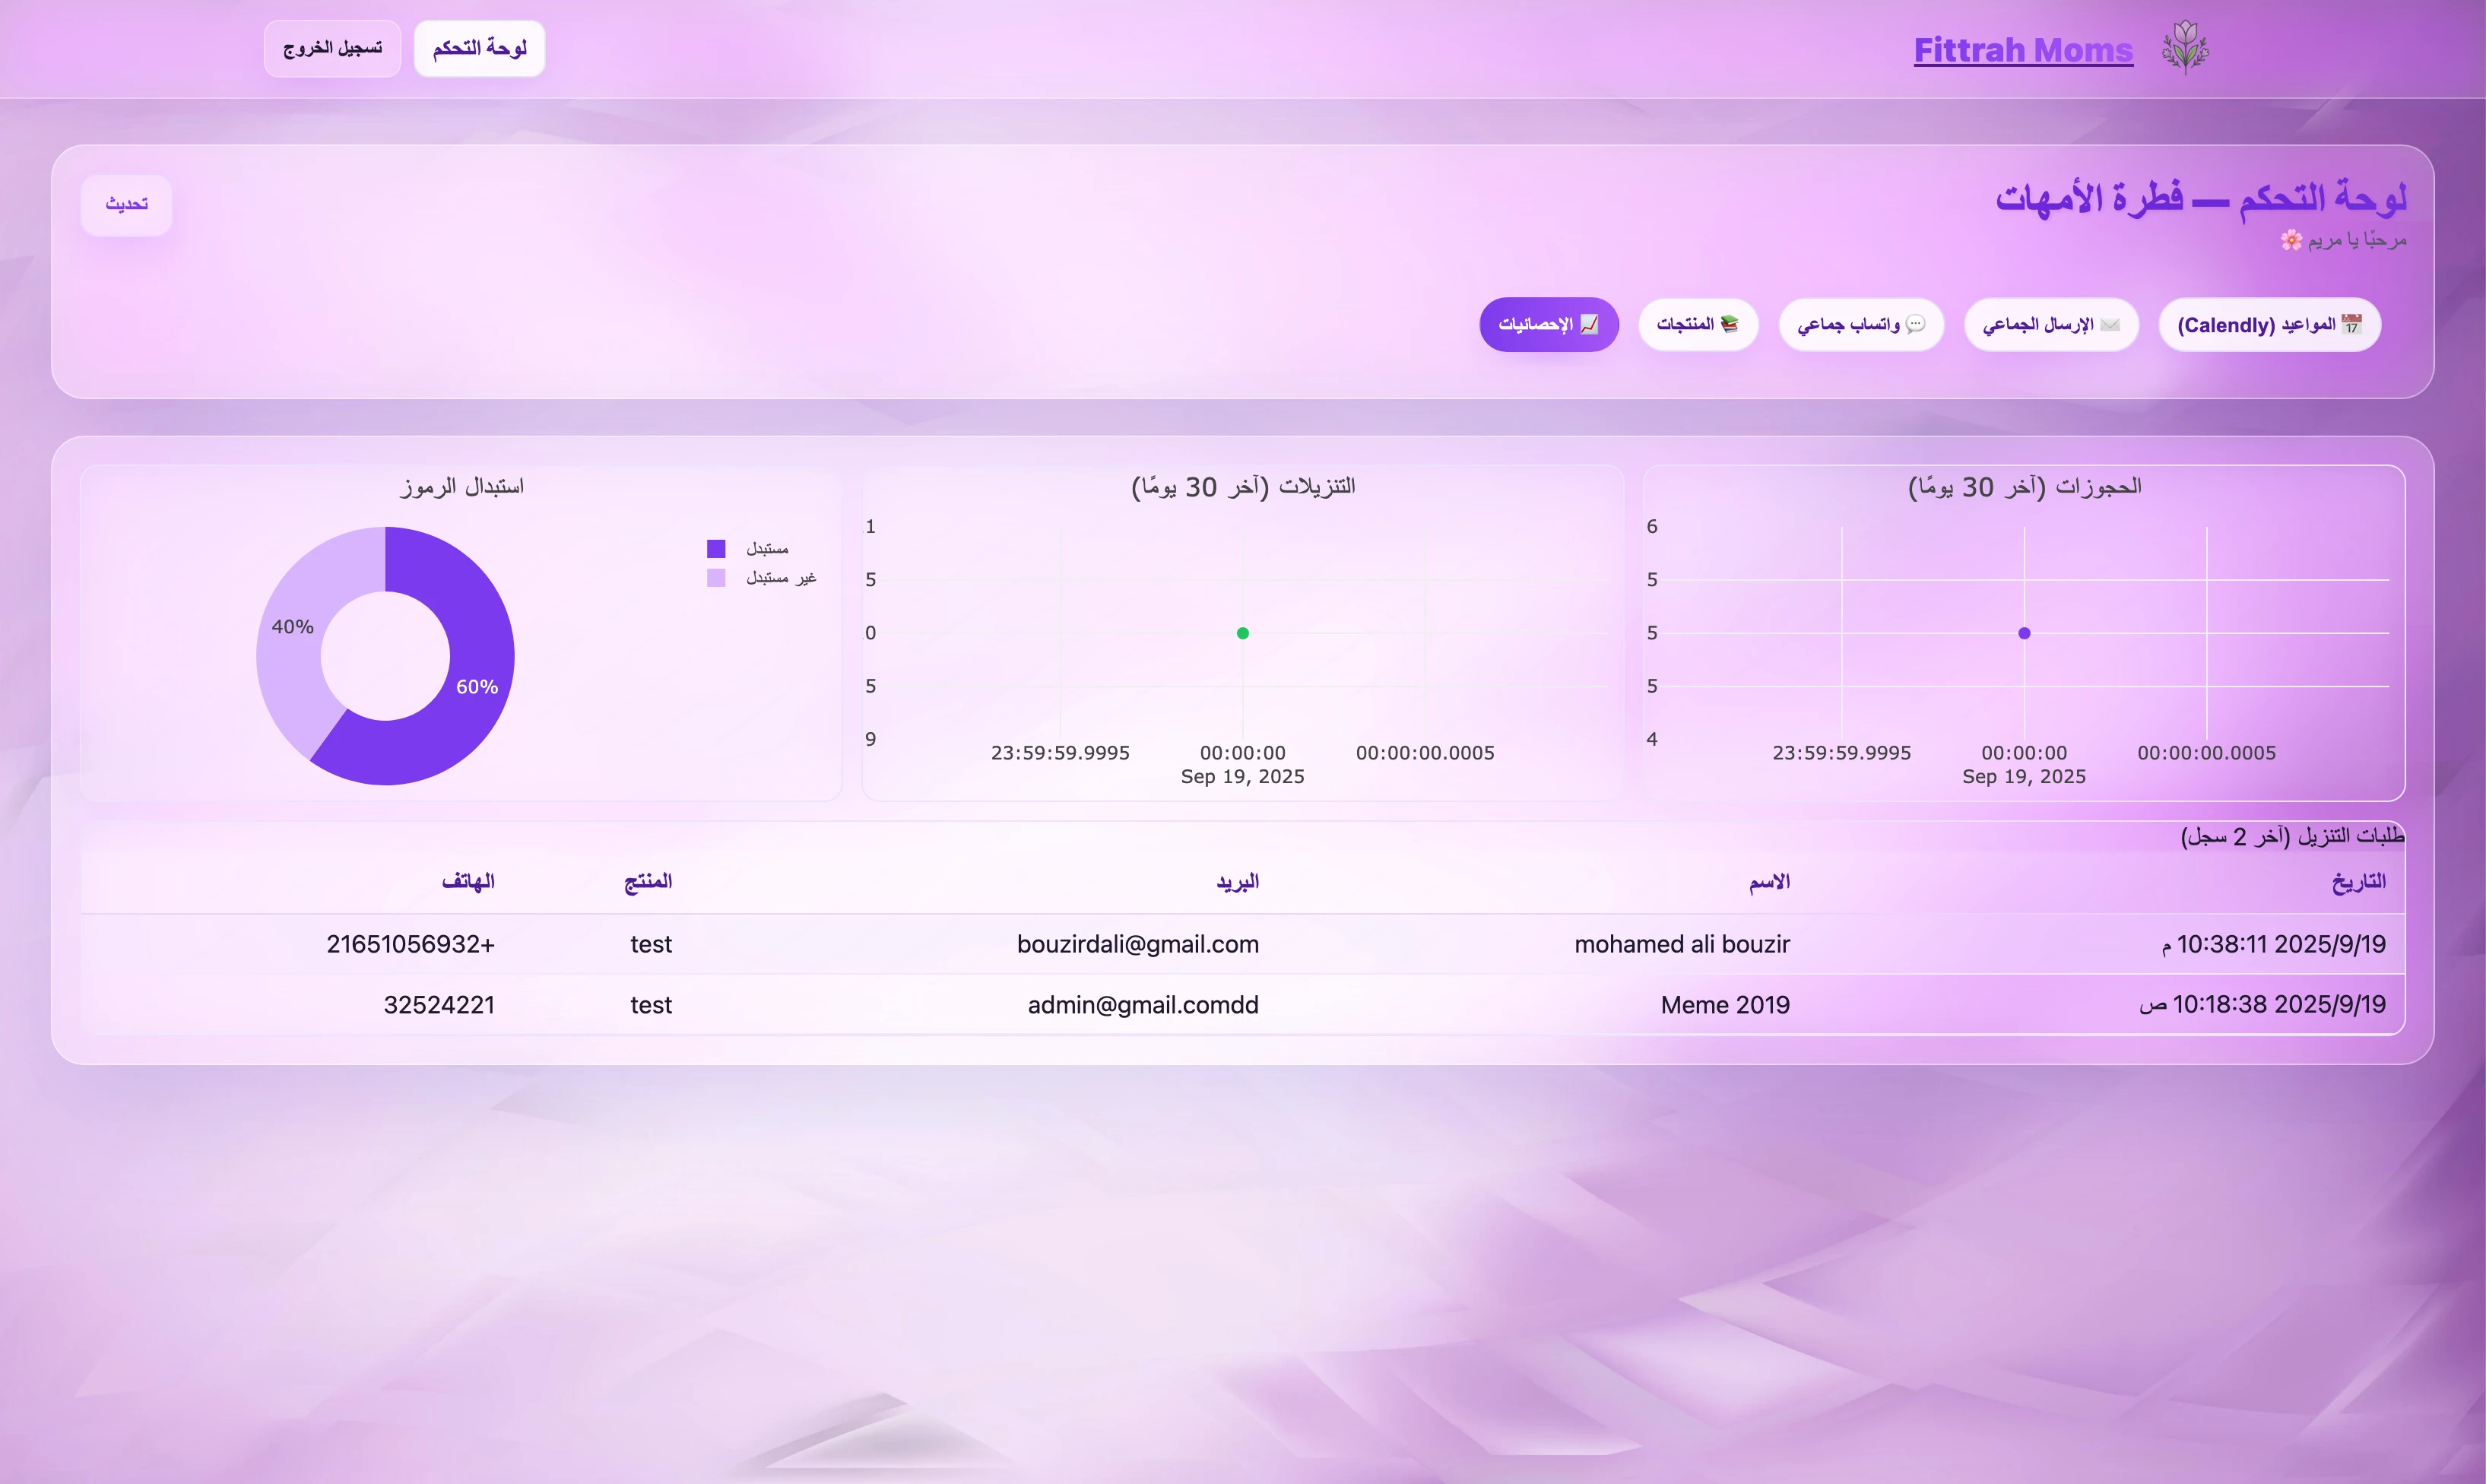 Fittrah Moms
لوحة التحكم
تسجيل الخروج
لوحة التحكم — فطرة الأمهات
تحديث
مرحبًا يا مريم 🌸
📅 المواعيد (Calendly)
✉️ الإرسال الجماعي
💬 واتساب جماعي
📚 المنتجات
📈 الإحصائيات
الحجوزات (آخر 30 يومًا)
6
5
5
5
4
23:59:59.9995
00:00:00
Sep 19, 2025
00:00:00.0005
التنزيلات (آخر 30 يومًا)
1
5
0
5
9
23:59:59.9995
00:00:00
Sep 19, 2025
00:00:00.0005
استبدال الرموز
مستبدل
غير مستبدل
40%
60%
طلبات التنزيل (آخر 2 سجل)
التاريخ الاسم البريد المنتج الهاتف
2025/9/19 10:38:11 م mohamed ali bouzir bouzirdali@gmail.com test 21651056932+
2025/9/19 10:18:38 ص Meme 2019 admin@gmail.comdd test 32524221